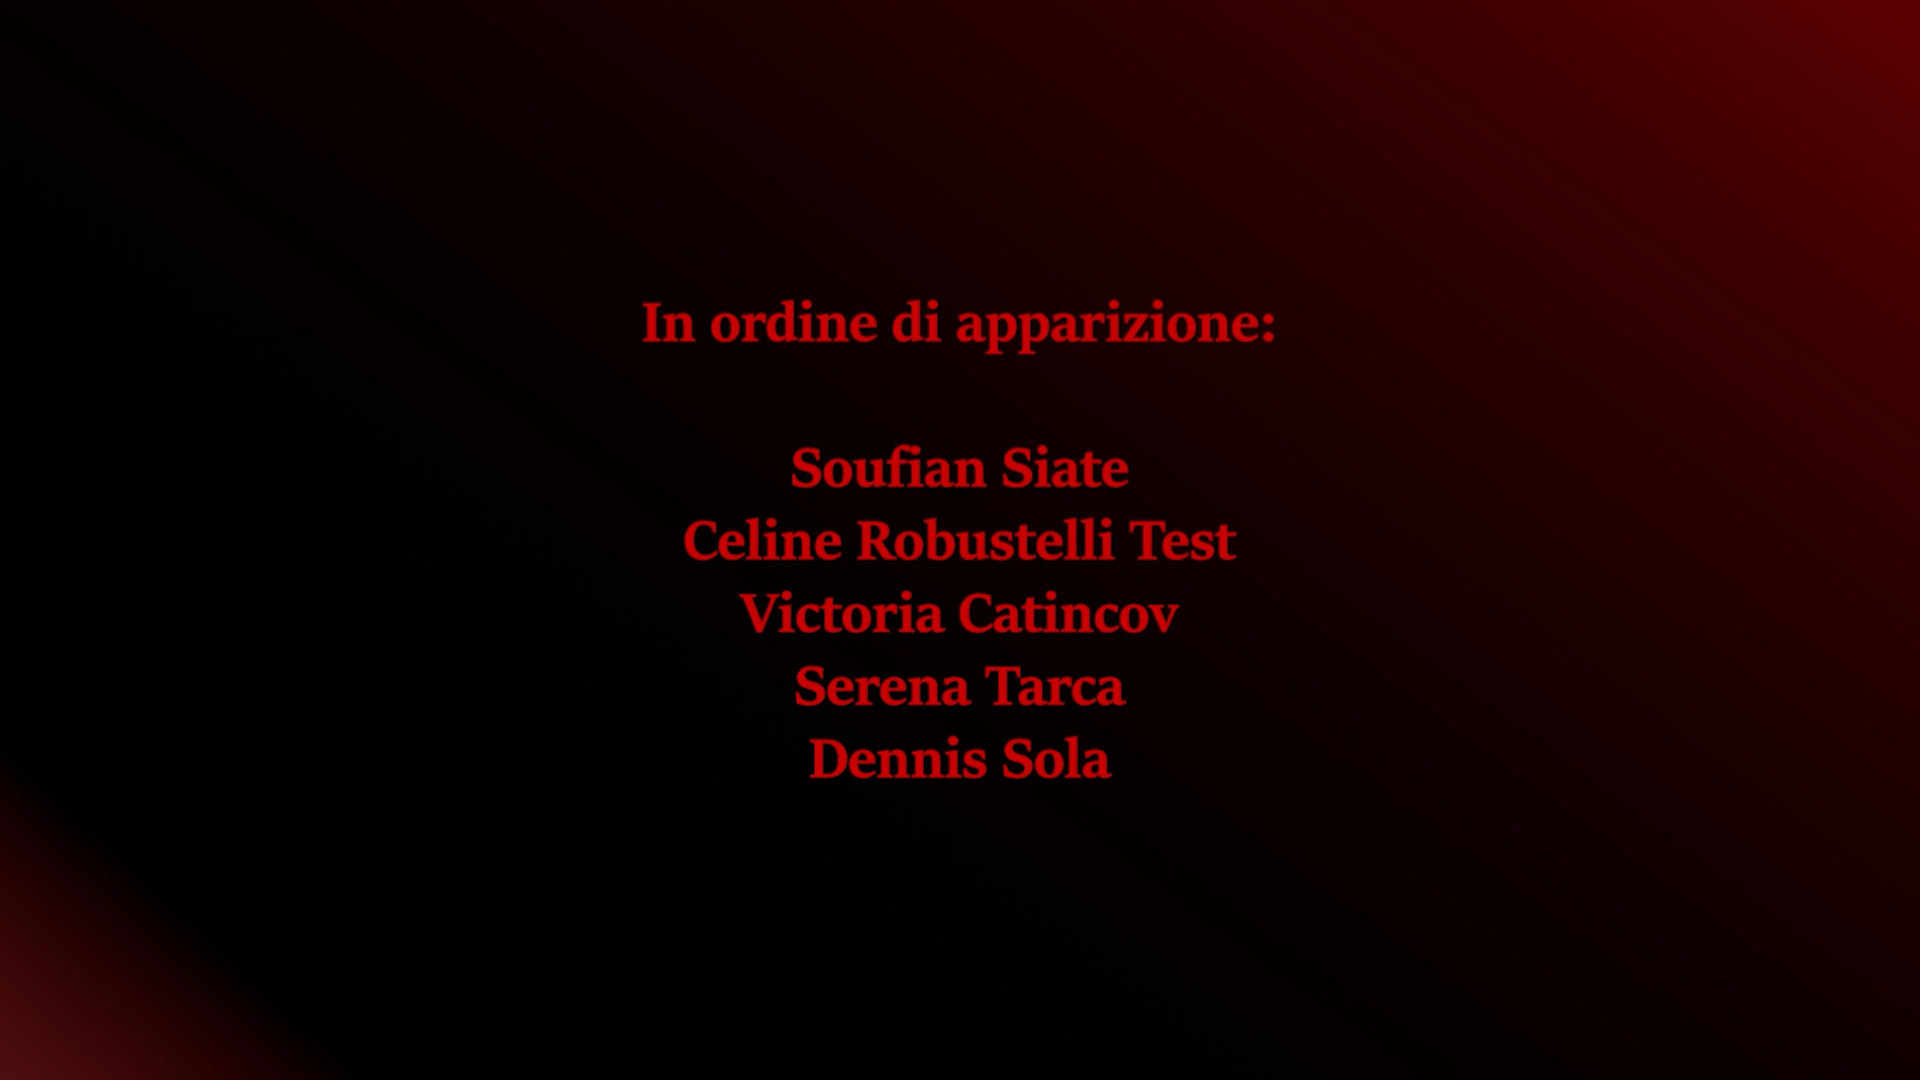 In ordine di apparizione:
Soufian Siate
Celine Robustelli Test
Victoria Catincov
Serena Tarca
Dennis Sola